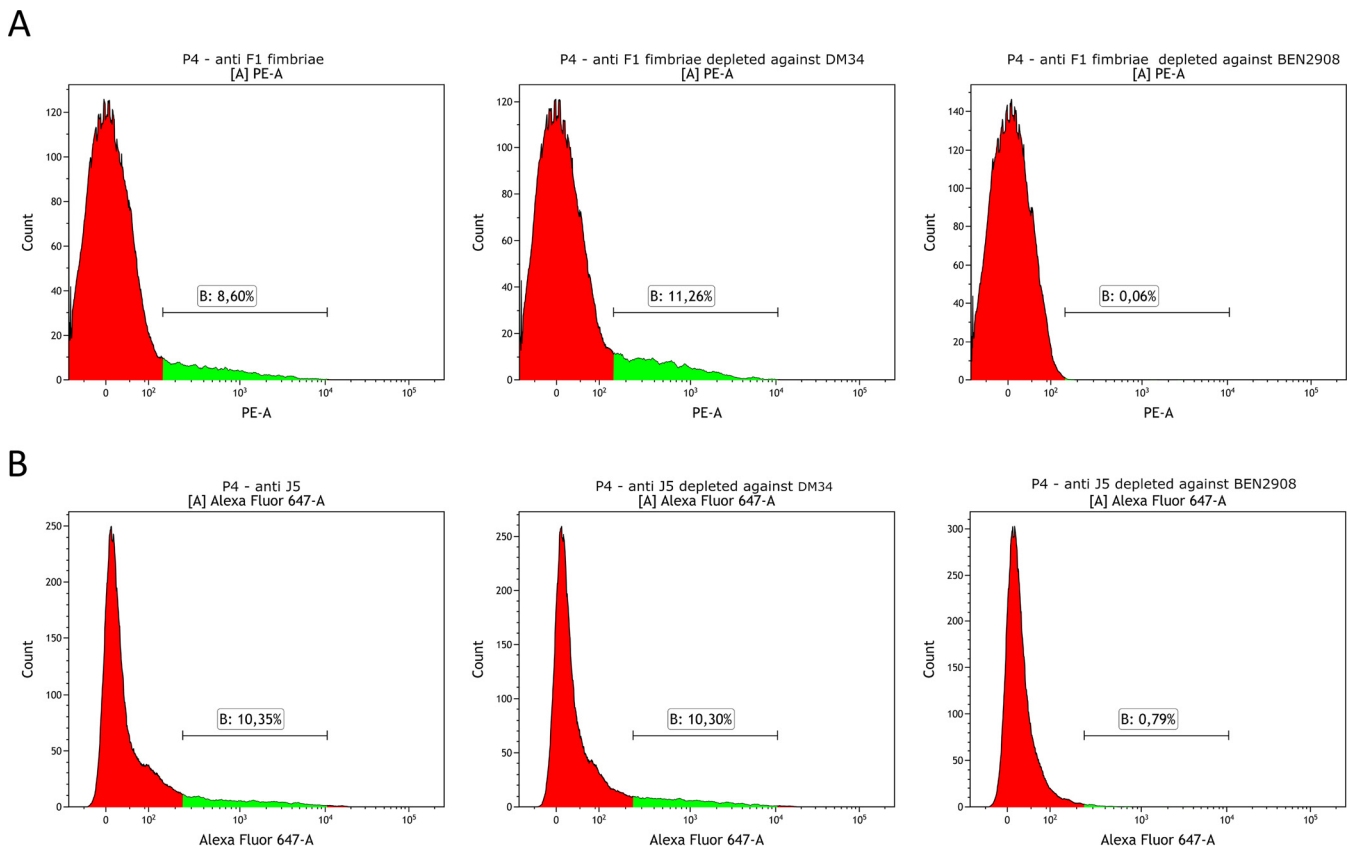 A
P4 - anti F1 fimbriae
[A] PE-A
120
100
80
60
40
20
0
Count
B: 8,60%
0 10² 10³ 10⁴ 10⁵
PE-A
P4 - anti F1 fimbriae depleted against DM34
[A] PE-A
120
100
80
60
40
20
0
Count
B: 11,26%
0 10² 10³ 10⁴ 10⁵
PE-A
P4 - anti F1 fimbriae depleted against BEN2908
[A] PE-A
140
120
100
80
60
40
20
0
Count
B: 0,06%
0 10² 10³ 10⁴ 10⁵
PE-A
B
P4 - anti J5
[A] Alexa Fluor 647-A
250
200
150
100
50
0
Count
B: 10,35%
0 10² 10³ 10⁴ 10⁵
Alexa Fluor 647-A
P4 - anti J5 depleted against DM34
[A] Alexa Fluor 647-A
250
200
150
100
50
0
Count
B: 10,30%
0 10² 10³ 10⁴ 10⁵
Alexa Fluor 647-A
P4 - anti J5 depleted against BEN2908
[A] Alexa Fluor 647-A
300
250
200
150
100
50
0
Count
B: 0,79%
0 10² 10³ 10⁴ 10⁵
Alexa Fluor 647-A